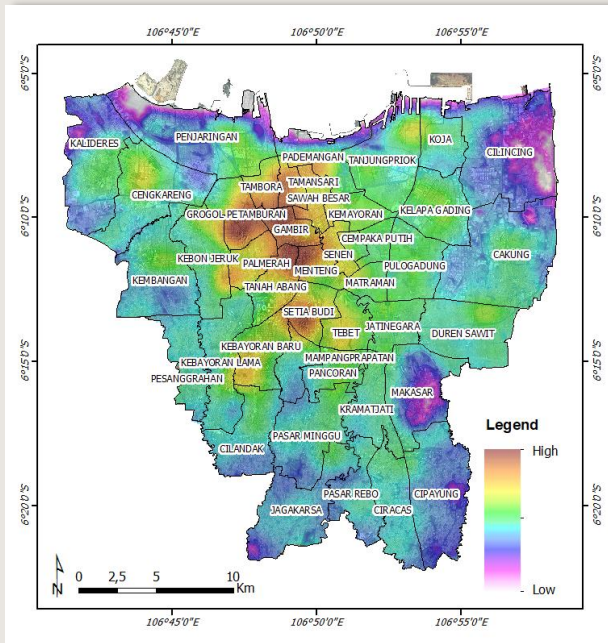 106°45'0"E 106°50'0"E 106°55'0"E
6°5'0"S 6°5'0"S
KALIDERES
PENJARINGAN
KOJA
CILINCING
PADEMANGAN
TANJUNGPRIOK
CENGKARENG
TAMBORA
TAMANSARI
SAWAH BESAR
6°10'0"S 6°10'0"S
GROGOL PETAMBURAN
KEMAYORAN
KELAPA GADING
GAMBIR
CEMPAKA PUTIH
KEBON JERUK
PALMERAH
SENEN
MENTENG
PULOGADUNG
CAKUNG
KEMBANGAN
TANAH ABANG
MATRAMAN
SETIA BUDI
TEBET
JATINEGARA
DUREN SAWIT
KEBAYORAN BARU
6°15'0"S 6°15'0"S
KEBAYORAN LAMA
MAMPANGPRAPATAN
PESANGGRAHAN
PANCORAN
MAKASAR
KRAMATJATI
CILANDAK
PASAR MINGGU
JAGAKARSA
PASAR REBO
CIRACAS
CIPAYUNG
6°20'0"S 6°20'0"S
Legend
High
Low
N
0 2,5 5 10
Km
106°45'0"E 106°50'0"E 106°55'0"E